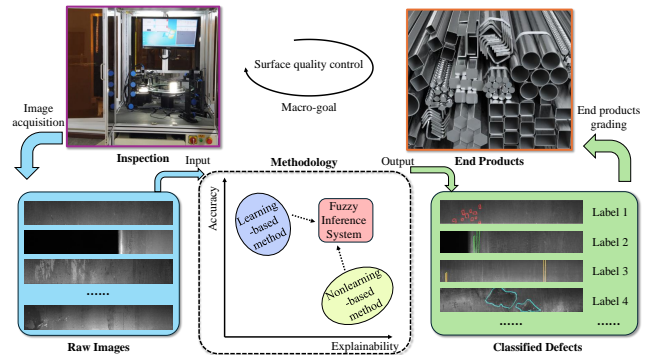 Surface quality control
Macro-goal
Image
acquisition
End products
grading
Inspection
Input
Methodology
Output
End Products
Accuracy
Learning
-based
method
Fuzzy
Inference
System
Nonlearning
-based
method
Explainability
......
Raw Images
Label 1
Label 2
Label 3
Label 4
...... ......
Classified Defects